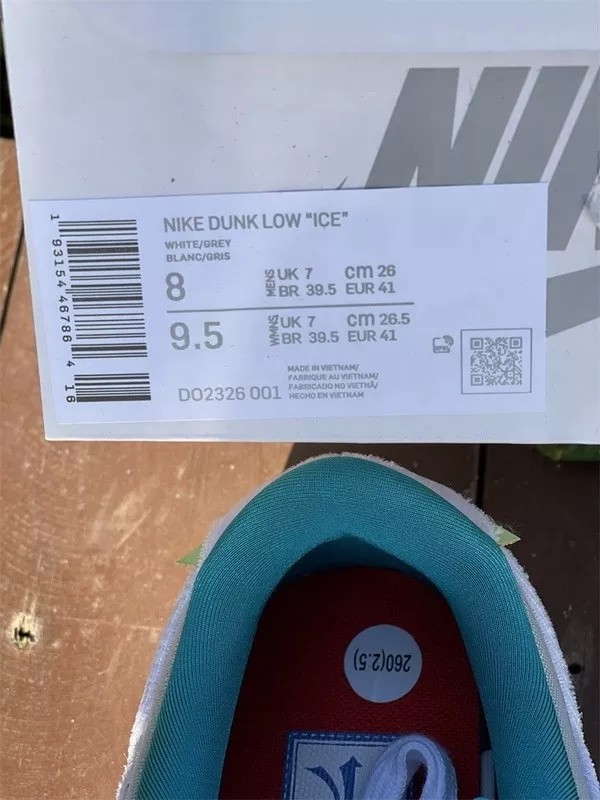 NIK
NIKE DUNK LOW "ICE"
WHITE/GREY
BLANC/GRIS
8
MENS
UK 7 cm 26
BR 39.5 EUR 41
9.5
WMNS
UK 7 cm 26.5
BR 39.5 EUR 41
MADE IN VIETNAM/
FABRIQUE AU VIETNAM/
FABRICADO NO VIETNÃ/
HECHO EN VIETNAM
DO2326 001
1 93154 46786 4 16
260(2.5)